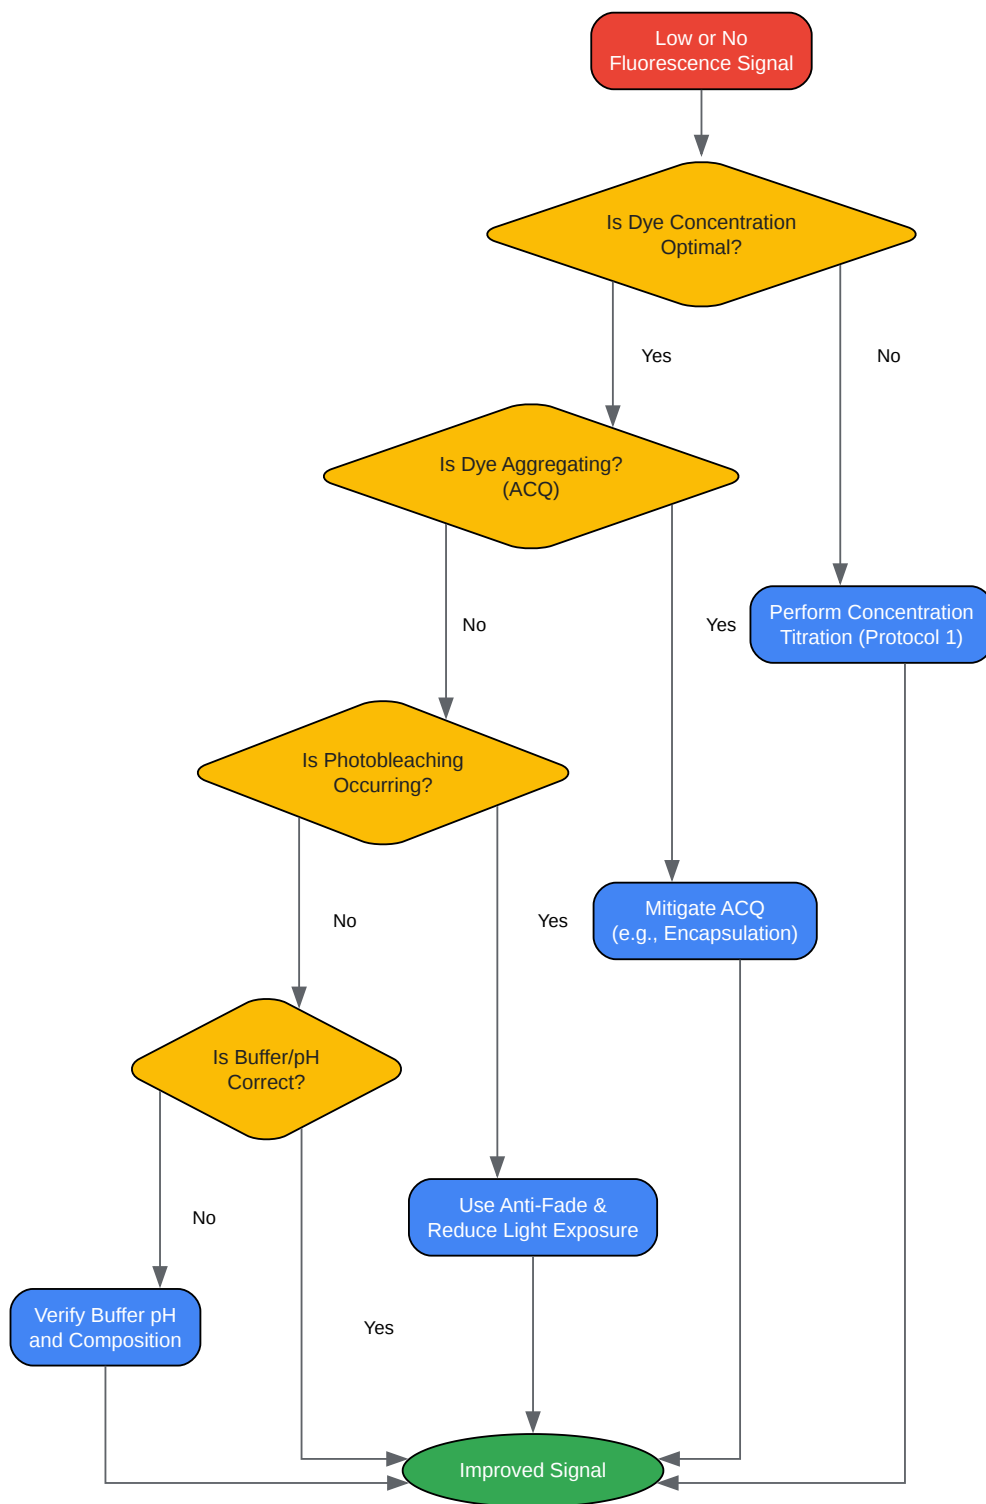 Low or No
Fluorescence Signal
Is Dye Concentration
Optimal?
Yes
No
Is Dye Aggregating?
(ACQ)
Perform Concentration
Titration (Protocol 1)
No
Yes
Is Photobleaching
Occurring?
Mitigate ACQ
(e.g., Encapsulation)
No
Yes
Is Buffer/pH
Correct?
Use Anti-Fade &
Reduce Light Exposure
No
Verify Buffer pH
and Composition
Yes
Improved Signal